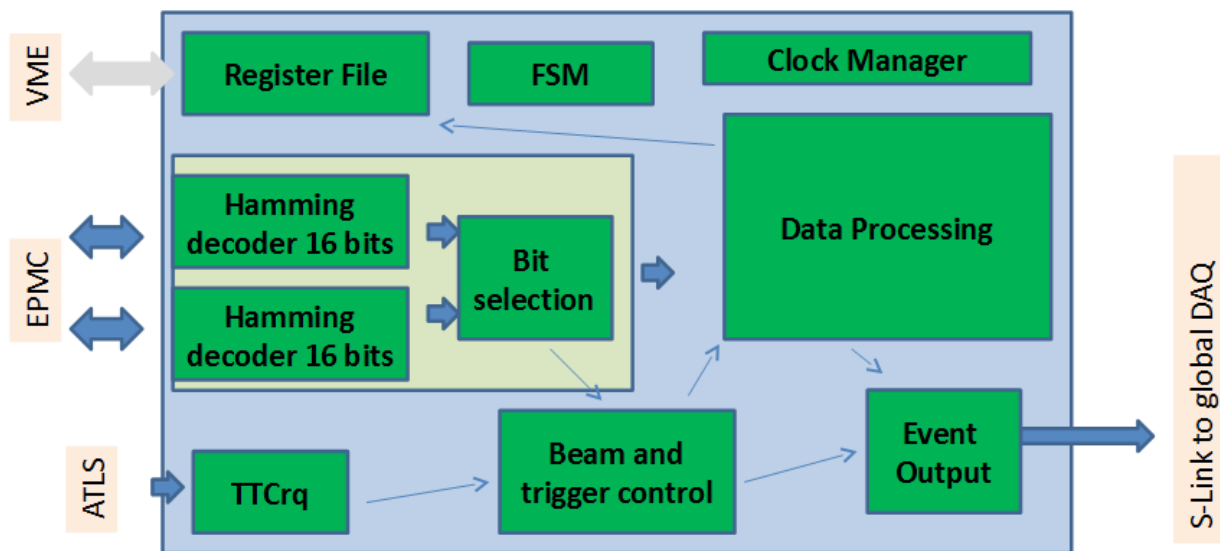 VME
Register File
FSM
Clock Manager
EPMC
Hamming
decoder 16 bits
Hamming
decoder 16 bits
Bit
selection
Data Processing
S-Link to global DAQ
ATLS
TTCrq
Beam and
trigger control
Event
Output